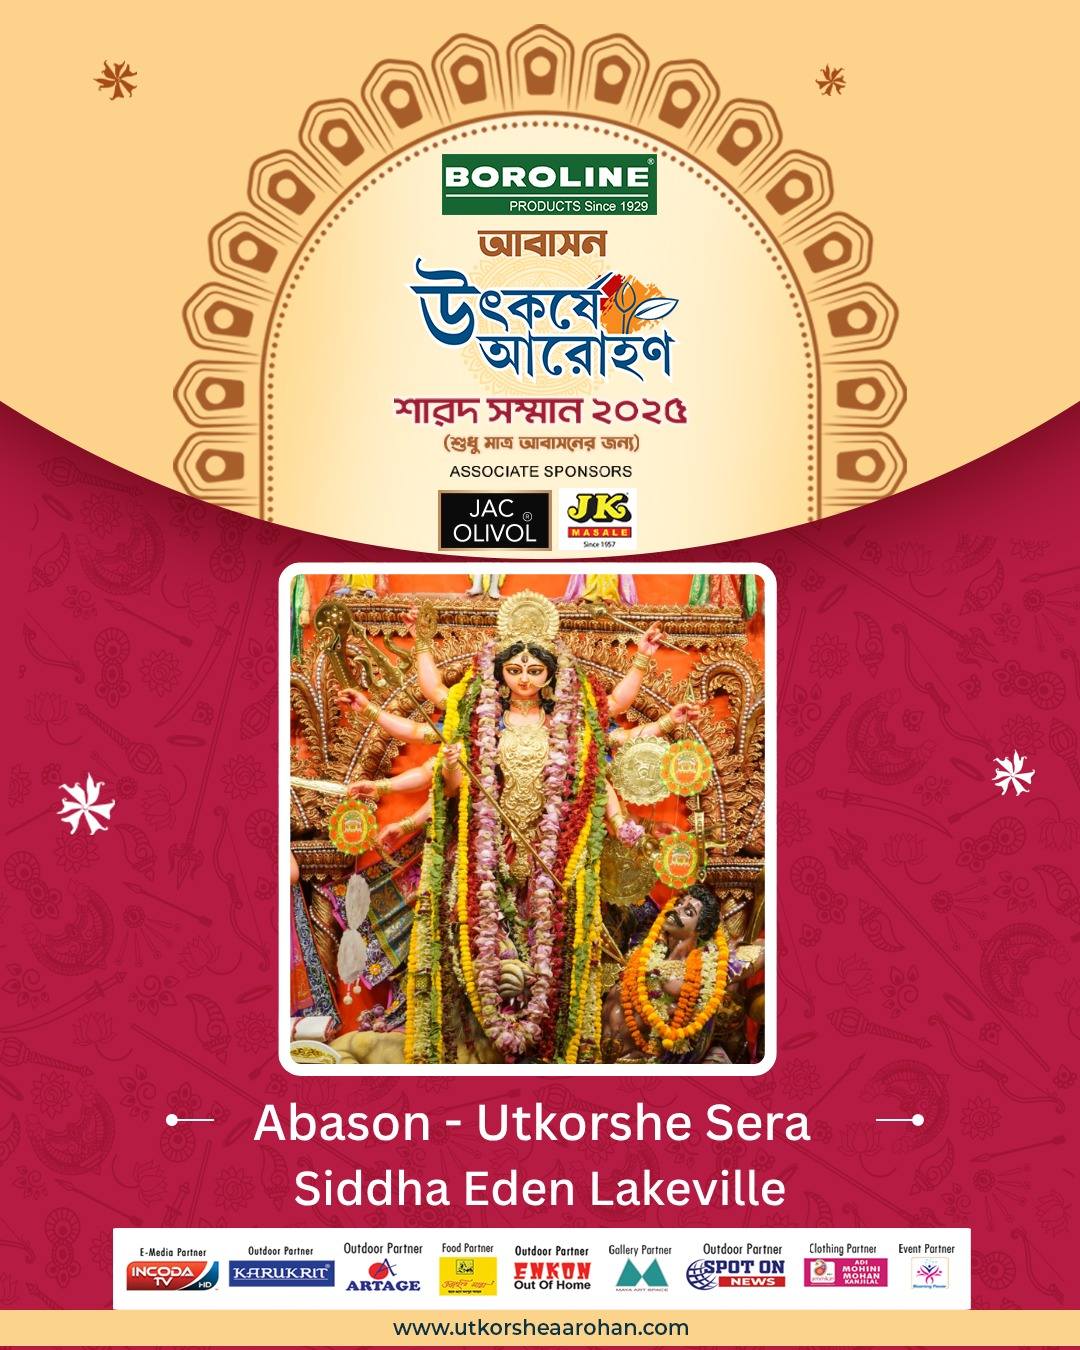 BOROLINE®
PRODUCTS Since 1929
আবাসন
উৎকর্ষে
আরোহণ
শারদ সম্মান ২০২৫
(শুধু মাত্র আবাসনের জন্য)
ASSOCIATE SPONSORS
JAC
OLIVOL®
JK
MASALE
Since 1957
Abason - Utkorshe Sera
Siddha Eden Lakeville
E-Media Partner
INCODA
TV HD
Outdoor Partner
KARUKRIT
Outdoor Partner
ARTAGE
Food Partner
Outdoor Partner
ENKON
Out Of Home
Gallery Partner
MAYA ART SPACE
Outdoor Partner
SPOT ON
NEWS
Clothing Partner
ADI
MOHINI
MOHAN
KANJILAL
Event Partner
www.utkorsheaarohan.com